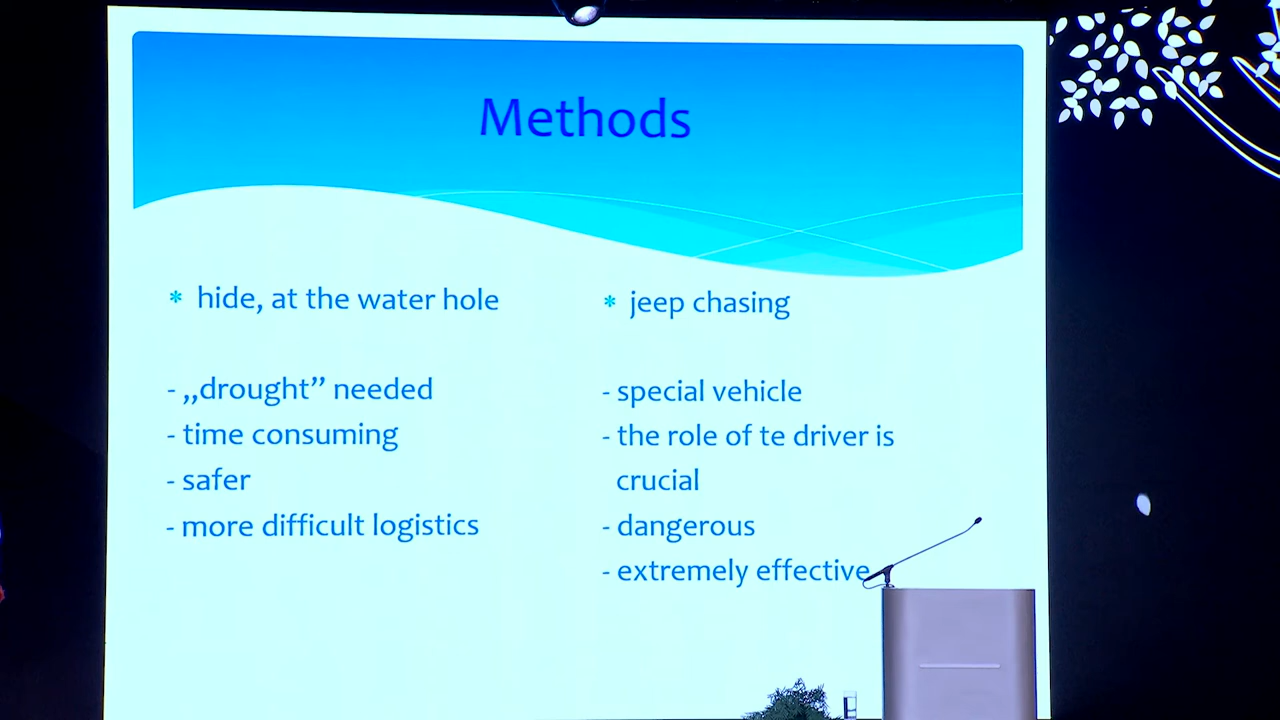 Methods
* hide, at the water hole
- „drought” needed
- time consuming
- safer
- more difficult logistics
* jeep chasing
- special vehicle
- the role of te driver is
crucial
- dangerous
- extremely effective